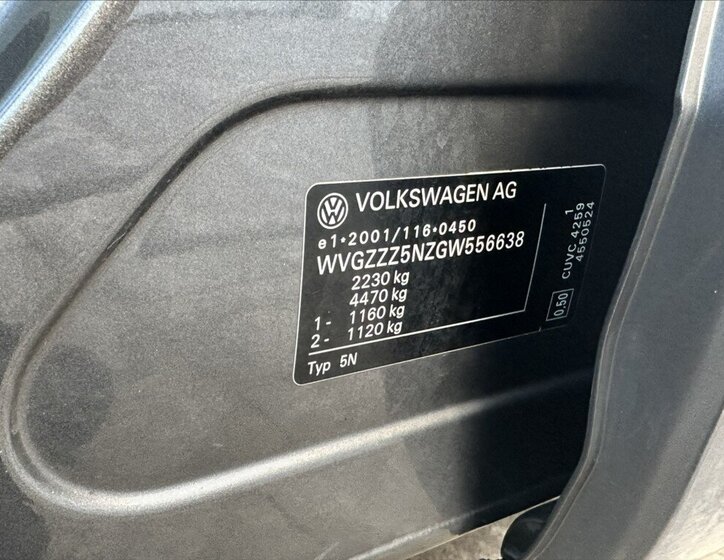 VOLKSWAGEN AG
e1*2001/116*0450
WVGZZZ5NZGW556638
2230 kg
4470 kg
1- 1160 kg
2- 1120 kg
Typ 5N
0.50
CUVC 4259 1
4550524